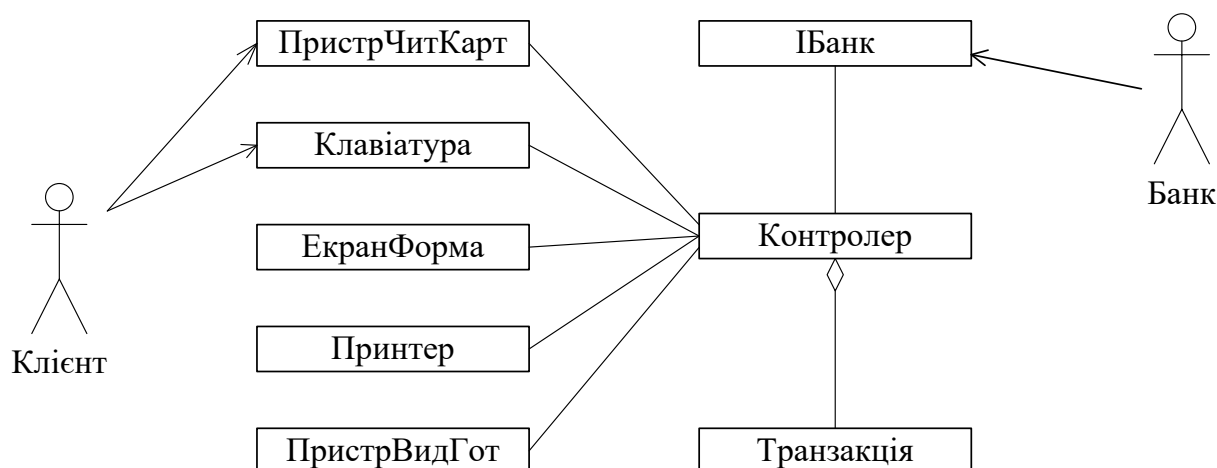 ПристрЧитКарт
ІБанк
Клавіатура
Банк
ЕкранФорма
Контролер
Клієнт
Принтер
ПристрВидГот
Транзакція